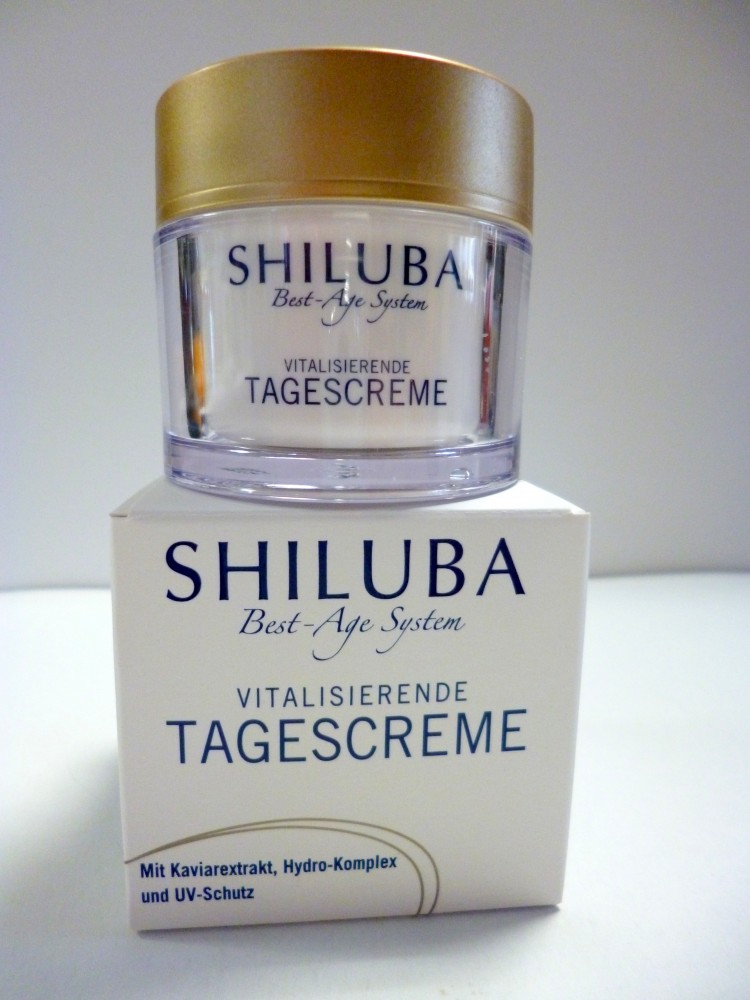 SHILUBA
Best-Age System
VITALISIERENDE
TAGESCREME
SHILUBA
Best-Age System
VITALISIERENDE
TAGESCREME
Mit Kaviarextrakt, Hydro-Komplex
und UV-Schutz